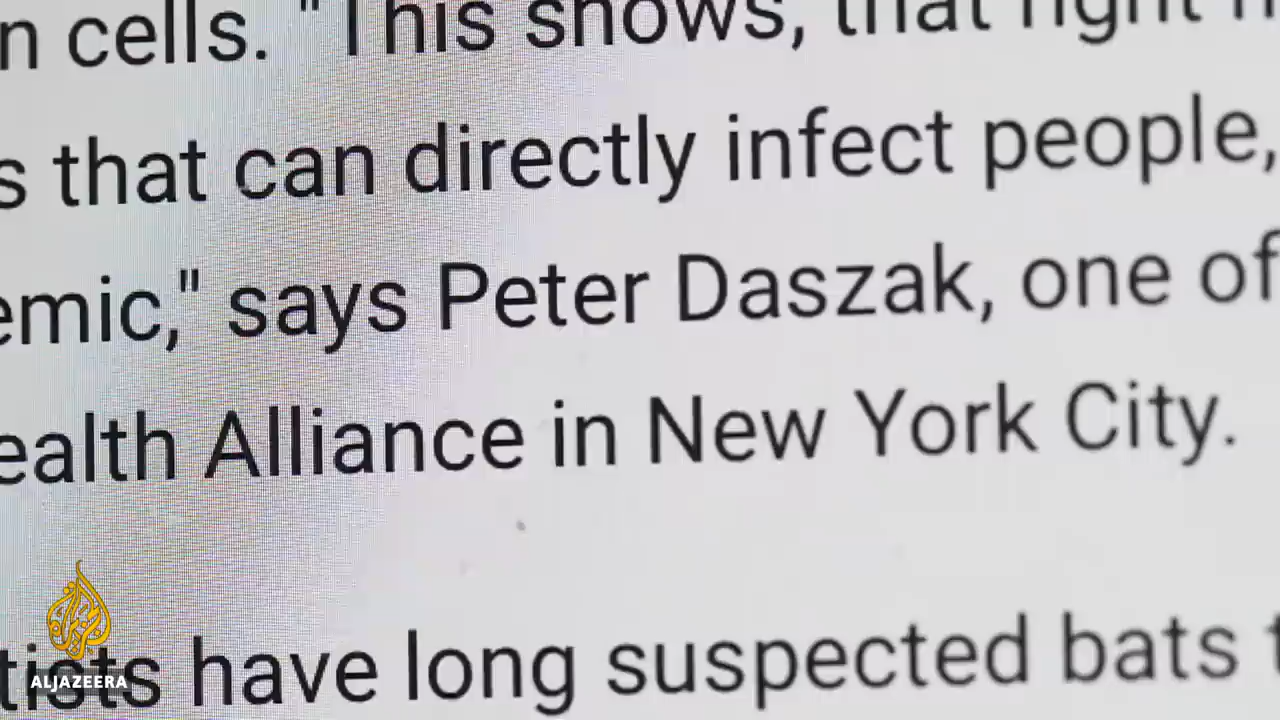 n cells. "This shows, that right n
s that can directly infect people,
emic," says Peter Daszak, one of
ealth Alliance in New York City.
tists have long suspected bats
ALJAZEERA